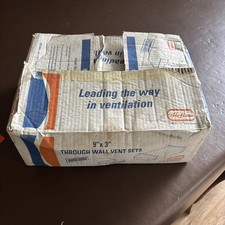 Leading the way
in ventilation
9" x 3"
THROUGH WALL VENT SETS